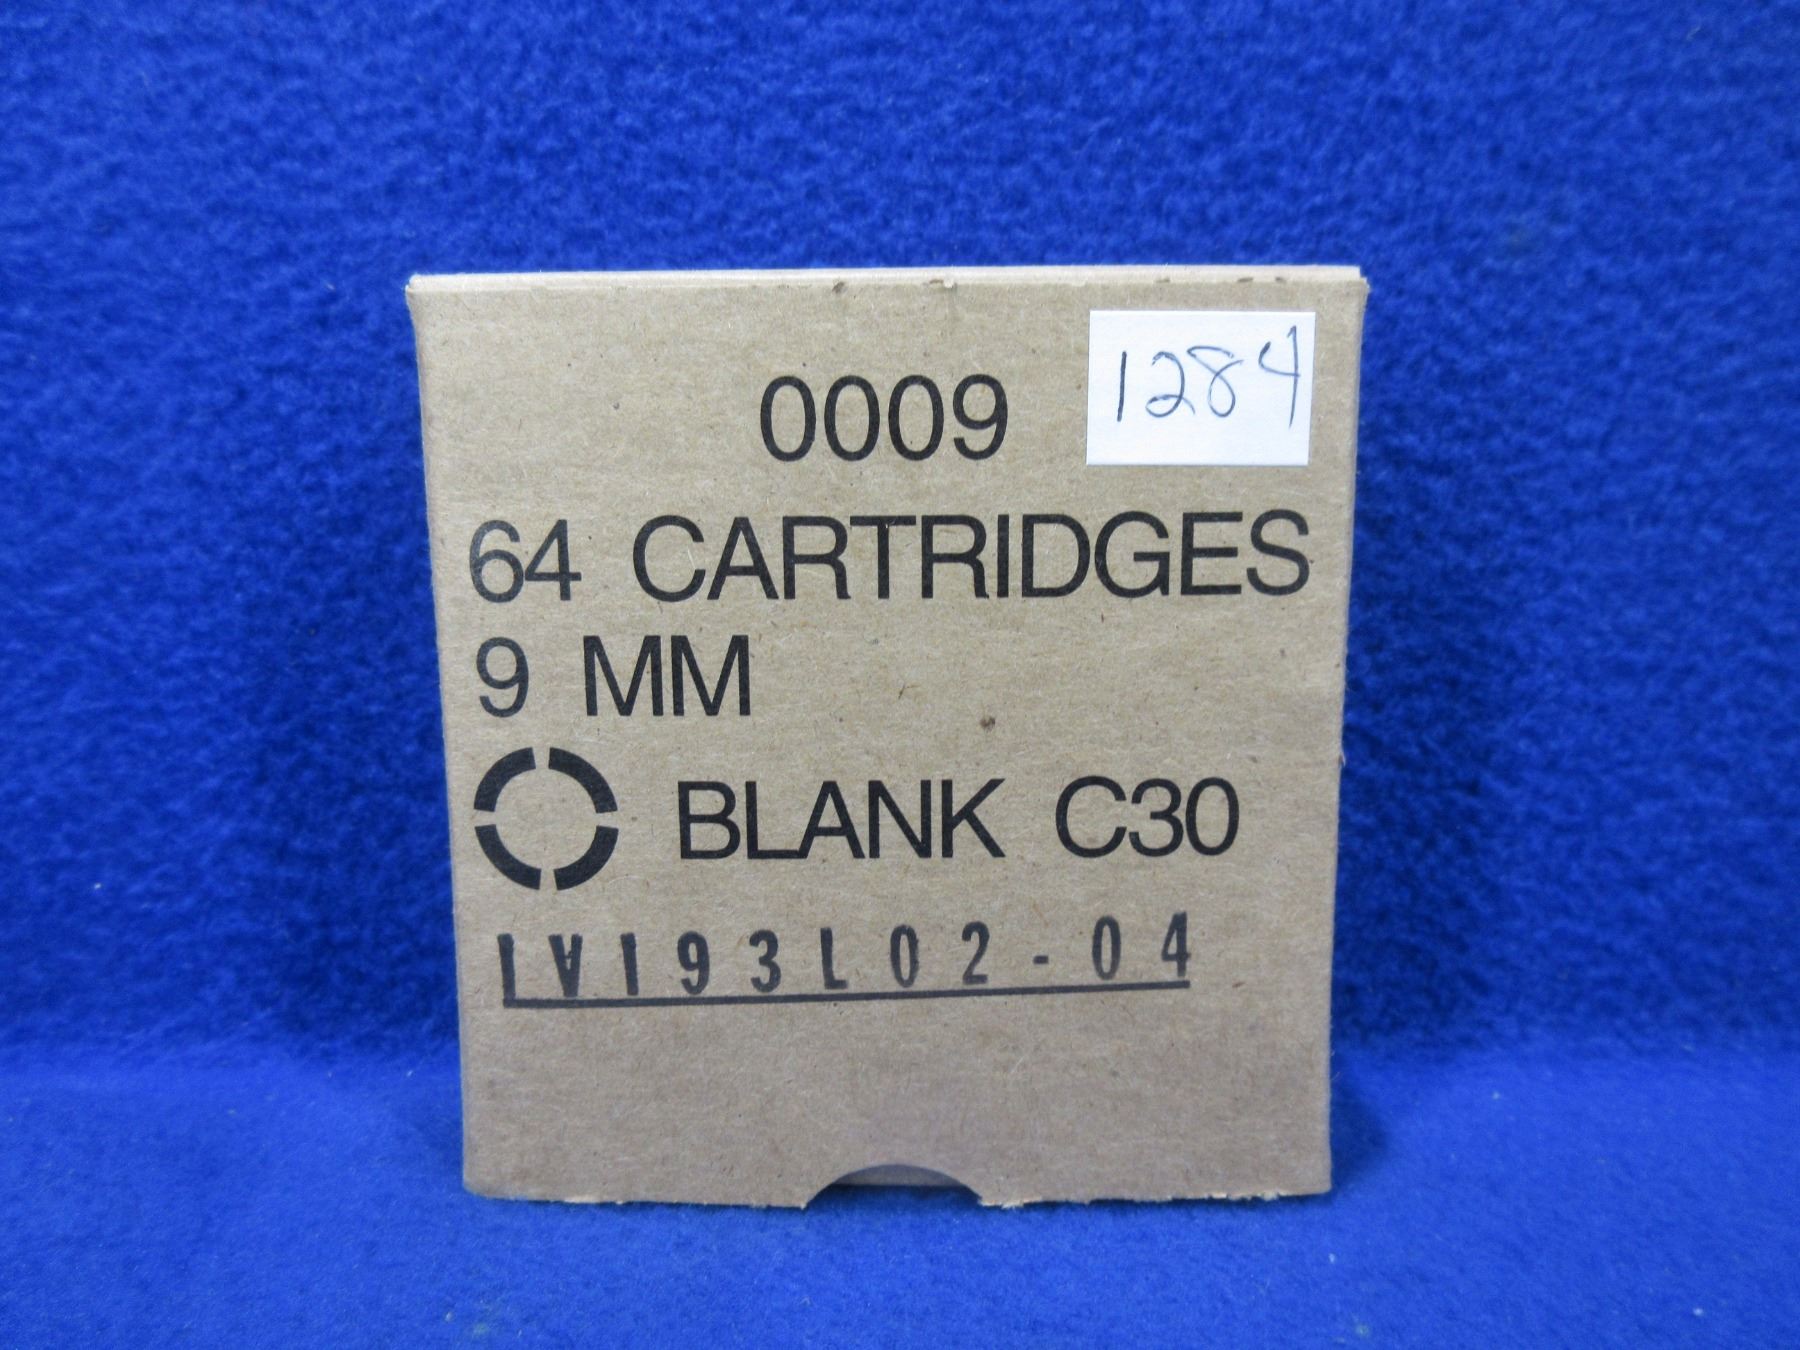 1284
0009
64 CARTRIDGES
9 MM
BLANK C30
IVI93L02-04